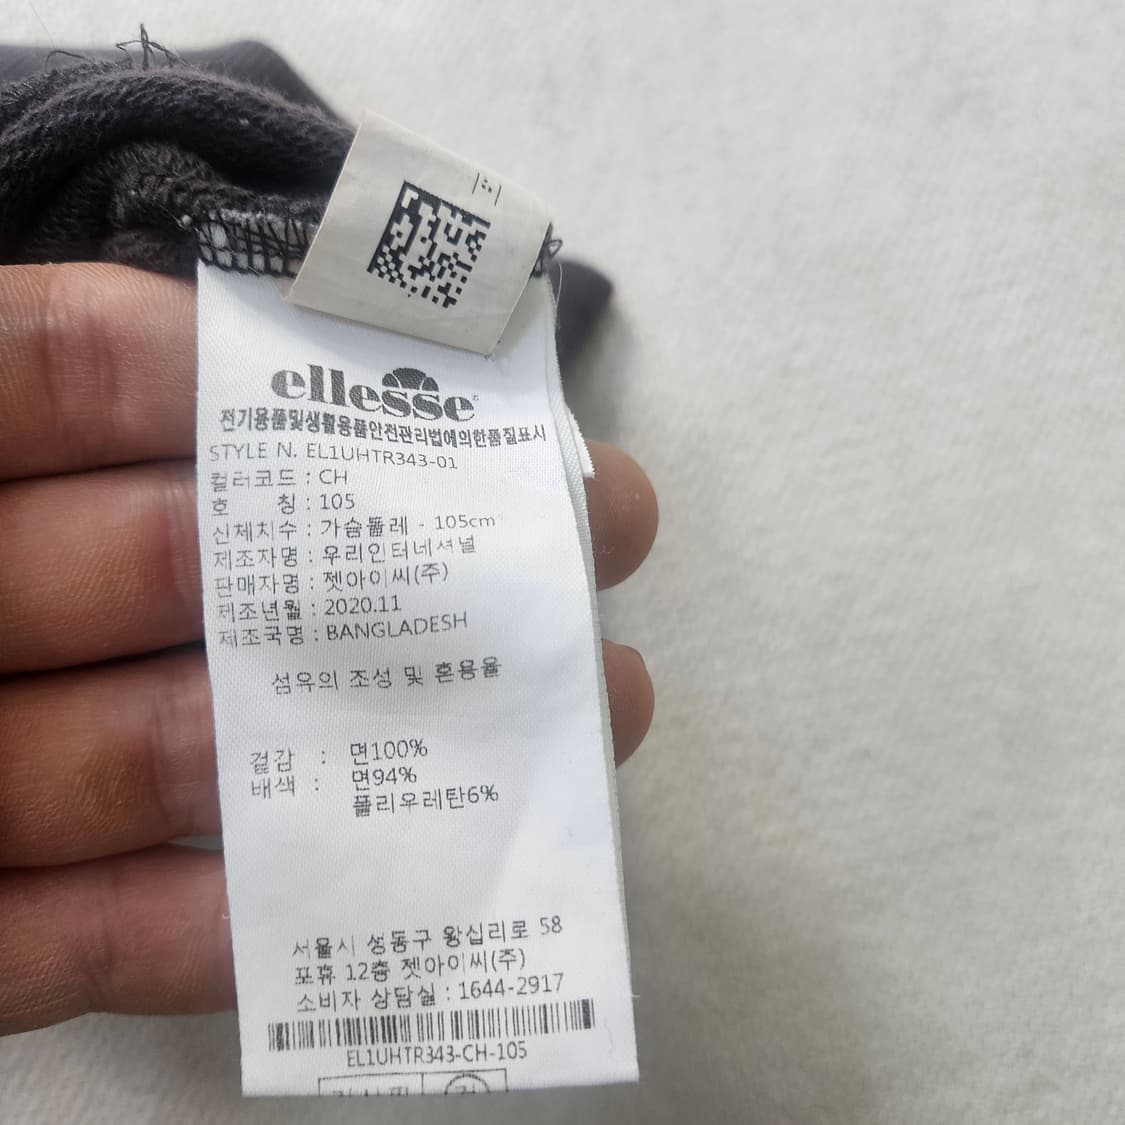 ellesse
전기용품및생활용품안전관리법에의한품질표시
STYLE N. EL1UHTR343-01
컬러코드 : CH
호 칭 : 105
신체치수 : 가슴둘레 - 105cm
제조자명 : 우리인터네셔널
판매자명 : 젯아이씨(주)
제조년월 : 2020.11
제조국명 : BANGLADESH
섬유의 조성 및 혼용율
겉감 : 면100%
배색 : 면94%
폴리우레탄6%
서울시 성동구 왕십리로 58
포휴 12층 젯아이씨(주)
소비자 상담실 : 1644-2917
EL1UHTR343-CH-105